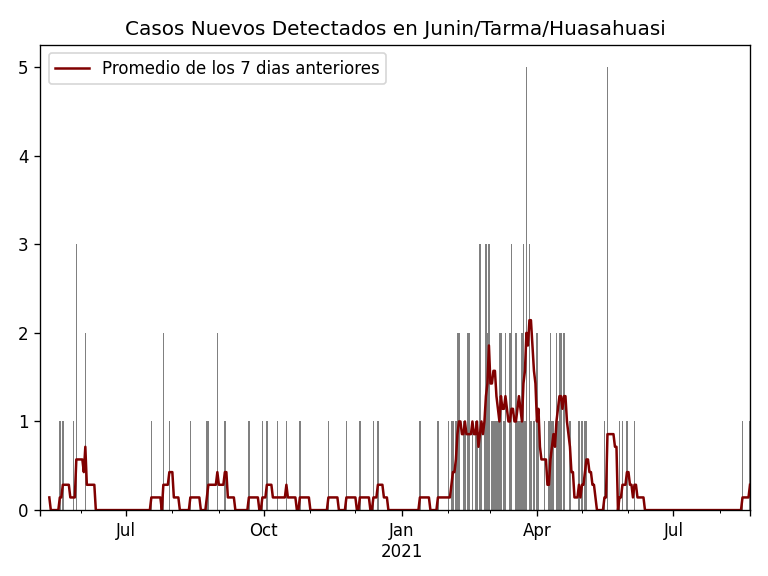 Casos Nuevos Detectados en Junin/Tarma/Huasahuasi
Promedio de los 7 dias anteriores
5
4
3
2
1
0
Jul
Oct
Jan
2021
Apr
Jul